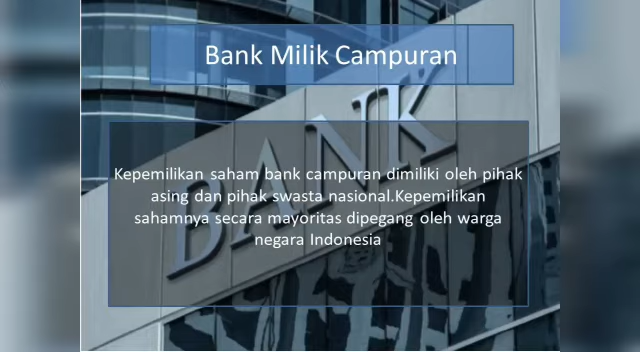 Bank Milik Campuran
BANK
Kepemilikan saham bank campuran dimiliki oleh pihak
asing dan pihak swasta nasional.Kepemilikan
sahamnya secara mayoritas dipegang oleh warga
negara Indonesia